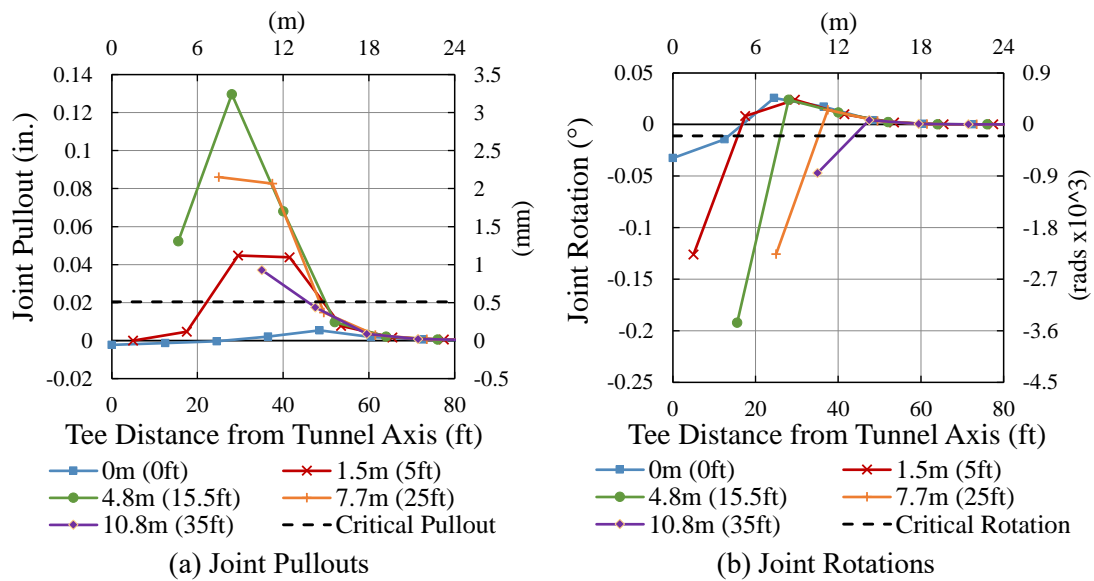 (m)
0 6 12 18 24
0.14
0.12
0.1
0.08
0.06
0.04
0.02
0
-0.02
Joint Pullout (in.)
3.5
3
2.5
2
1.5
1
0.5
0
-0.5
(mm)
0 20 40 60 80
Tee Distance from Tunnel Axis (ft)
0m (0ft)
1.5m (5ft)
4.8m (15.5ft)
7.7m (25ft)
10.8m (35ft)
Critical Pullout
(a) Joint Pullouts
(m)
0 6 12 18 24
0.05
0
-0.05
-0.1
-0.15
-0.2
-0.25
Joint Rotation (°)
0.9
0
-0.9
-1.8
-2.7
-3.6
-4.5
(rads x10^3)
0 20 40 60 80
Tee Distance from Tunnel Axis (ft)
0m (0ft)
1.5m (5ft)
4.8m (15.5ft)
7.7m (25ft)
10.8m (35ft)
Critical Rotation
(b) Joint Rotations